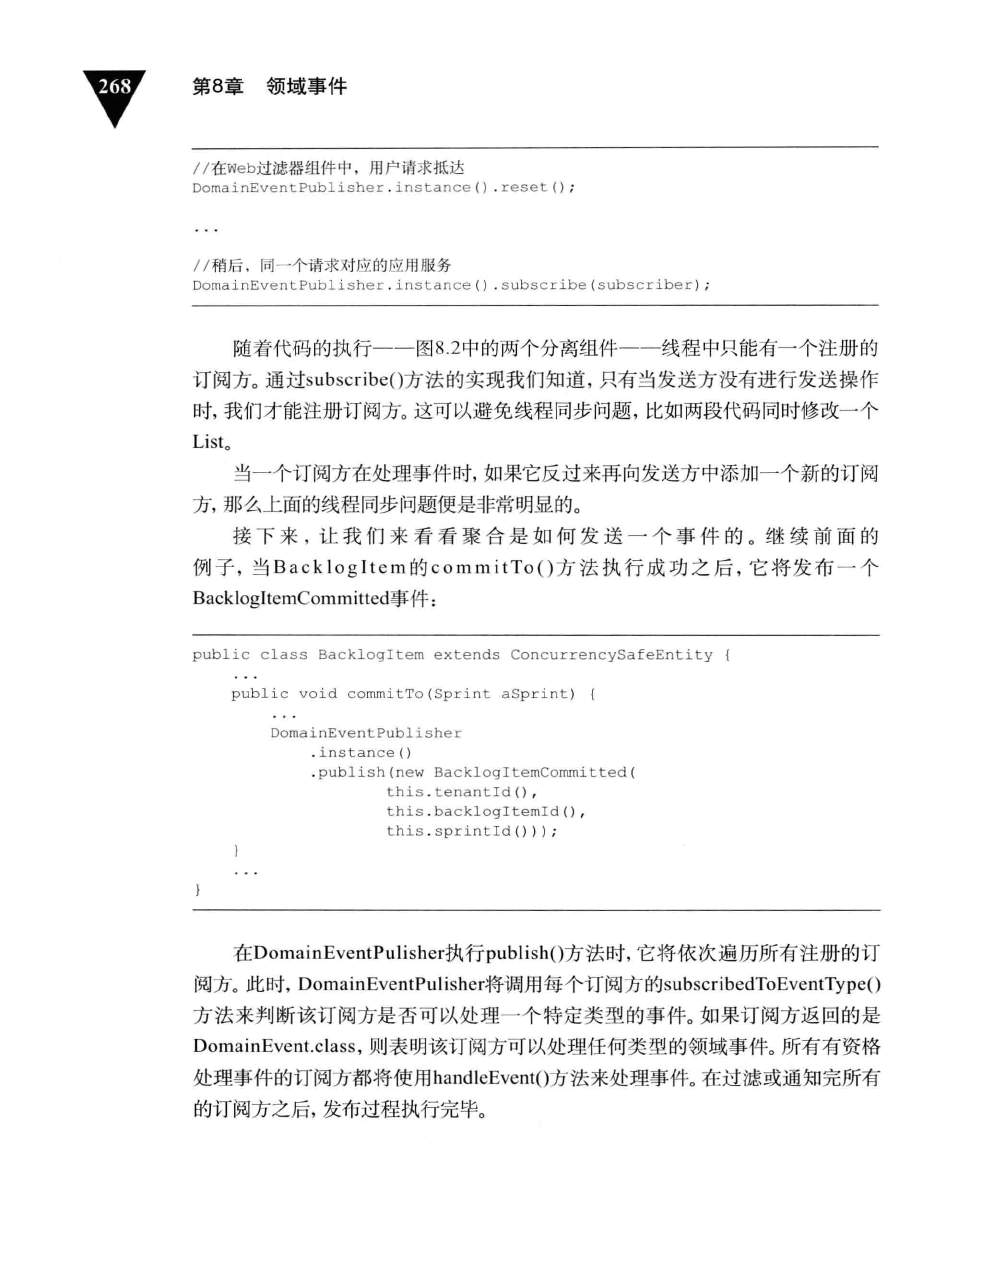 268
第8章 领域事件
//在Web过滤器组件中，用户请求抵达
DomainEventPublisher.instance().reset();
...
//稍后，同一个请求对应的应用服务
DomainEventPublisher.instance().subscribe(subscriber);
随着代码的执行——图8.2中的两个分离组件——线程中只能有一个注册的
订阅方。通过subscribe()方法的实现我们知道，只有当发送方没有进行发送操作
时，我们才能注册订阅方。这可以避免线程同步问题，比如两段代码同时修改一个
List。
当一个订阅方在处理事件时，如果它反过来再向发送方中添加一个新的订阅
方，那么上面的线程同步问题便是非常明显的。
接下来，让我们来看看聚合是如何发送一个事件的。继续前面的
例子，当BacklogItem的commitTo()方法执行成功之后，它将发布一个
BacklogItemCommitted事件：
public class BacklogItem extends ConcurrencySafeEntity {
...
public void commitTo(Sprint aSprint) {
...
DomainEventPublisher
.instance()
.publish(new BacklogItemCommitted(
this.tenantId(),
this.backlogItemId(),
this.sprintId()));
}
...
}
在DomainEventPulisher执行publish()方法时，它将依次遍历所有注册的订
阅方。此时，DomainEventPulisher将调用每个订阅方的subscribedToEventType()
方法来判断该订阅方是否可以处理一个特定类型的事件。如果订阅方返回的是
DomainEvent.class，则表明该订阅方可以处理任何类型的领域事件。所有有资格
处理事件的订阅方都将使用handleEvent()方法来处理事件。在过滤或通知完所有
的订阅方之后，发布过程执行完毕。